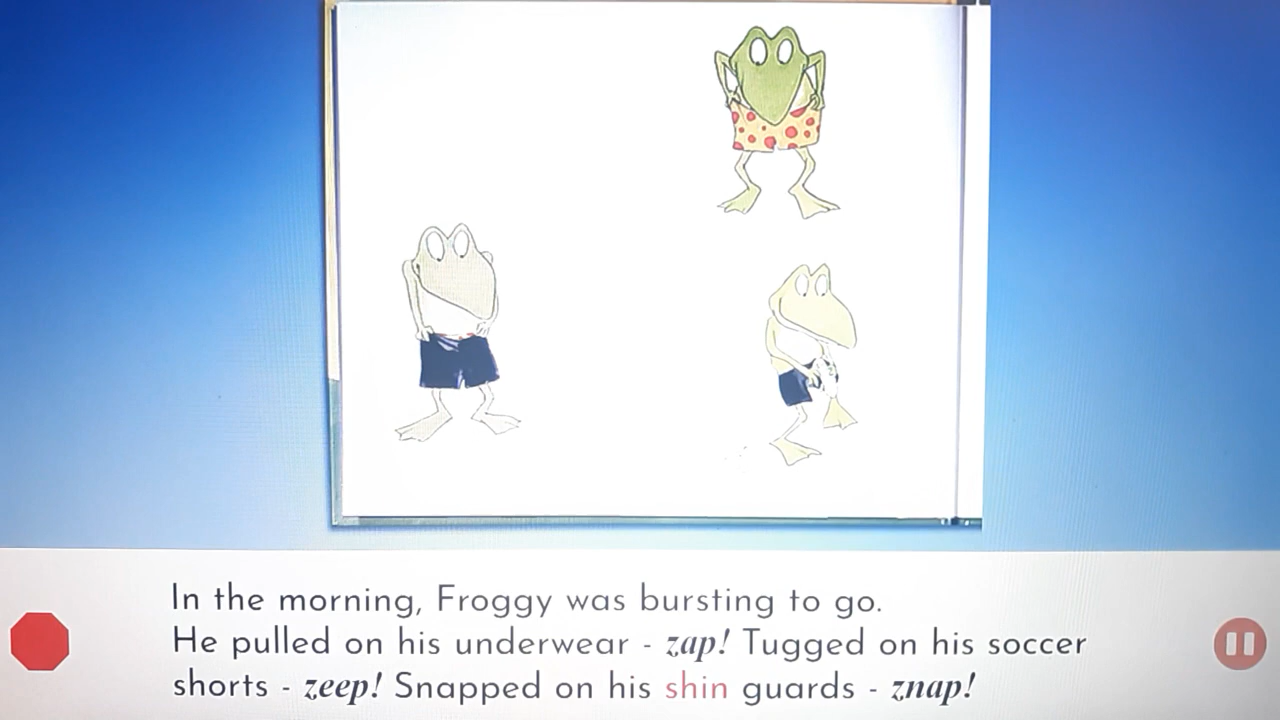 In the morning, Froggy was bursting to go.
He pulled on his underwear - zap! Tugged on his soccer
shorts - zeep! Snapped on his shin guards - znap!